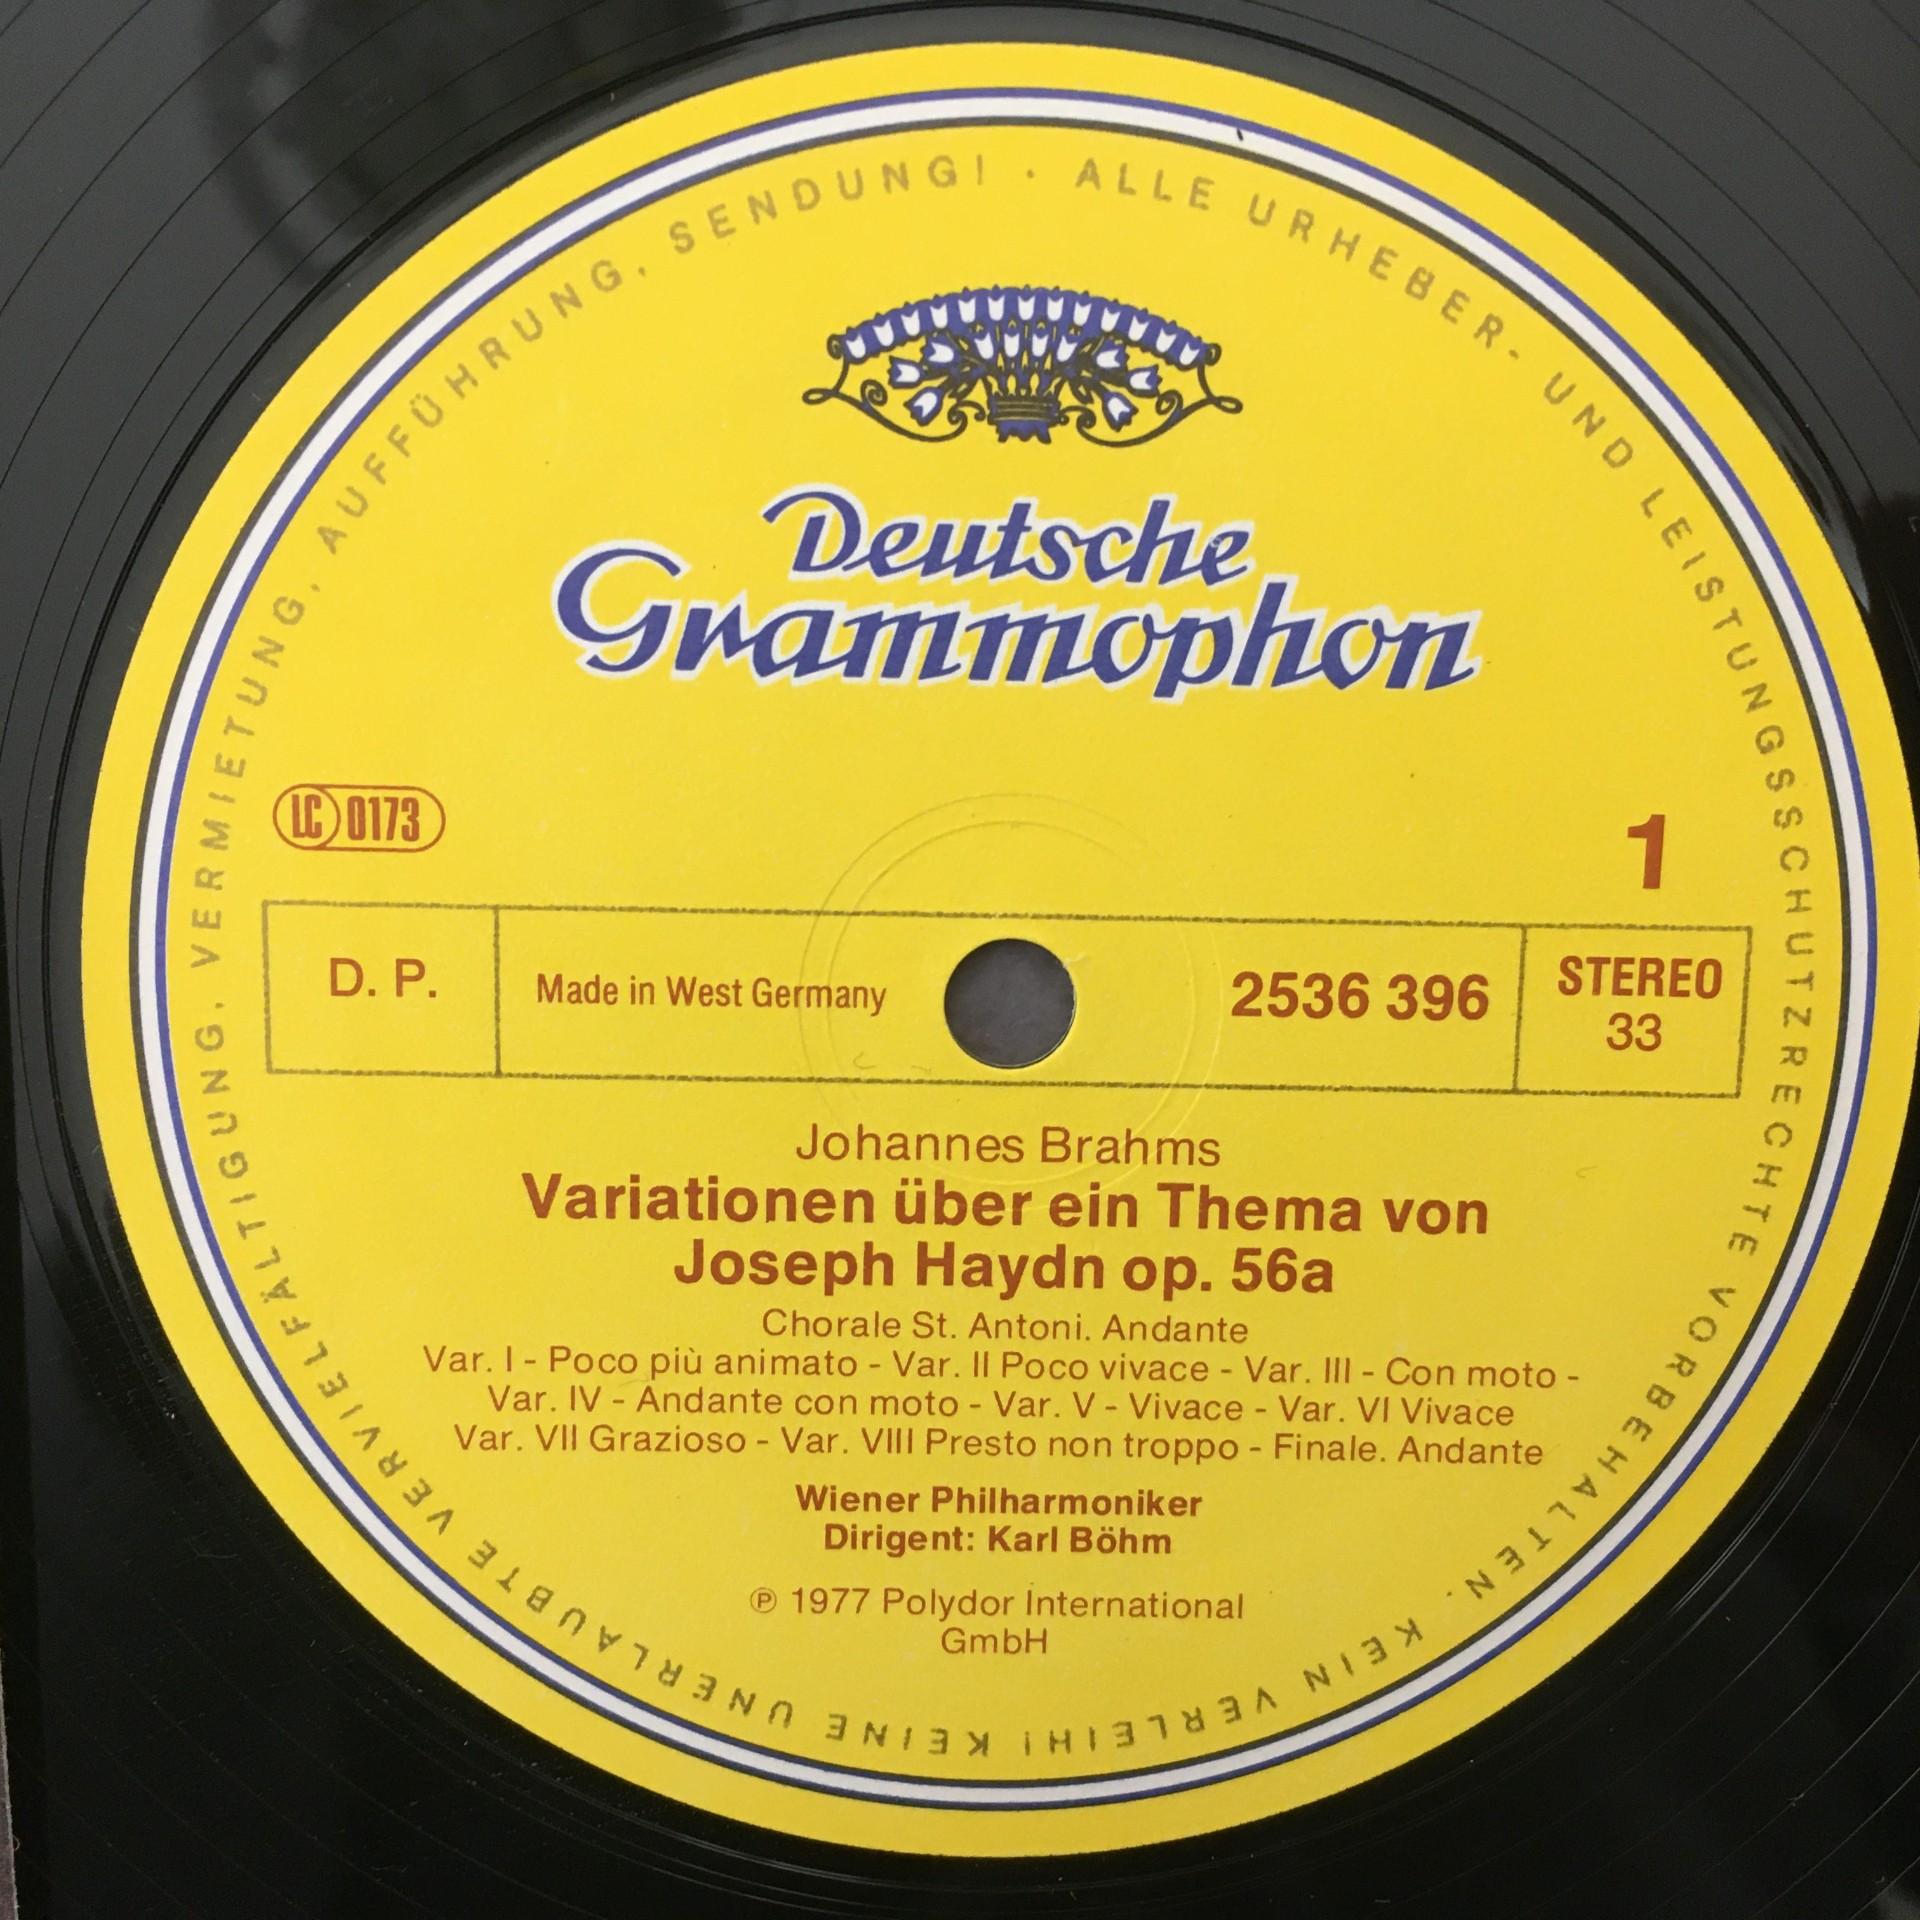 ALLE URHEBER- UND LEISTUNGSSCHUTZRECHTE VORBEHALTEN. KEIN VERLEIH! KEINE UNERLAUBTE VERVIELFÄLTIGUNG, VERMIETUNG, AUFFÜHRUNG, SENDUNG! ·
Deutsche
Grammophon
LC 0173
1
D. P.
Made in West Germany
2536 396
STEREO
33
Johannes Brahms
Variationen über ein Thema von
Joseph Haydn op. 56a
Chorale St. Antoni. Andante
Var. I - Poco più animato - Var. II Poco vivace - Var. III - Con moto -
Var. IV - Andante con moto - Var. V - Vivace - Var. VI Vivace
Var. VII Grazioso - Var. VIII Presto non troppo - Finale. Andante
Wiener Philharmoniker
Dirigent: Karl Böhm
℗ 1977 Polydor International
GmbH